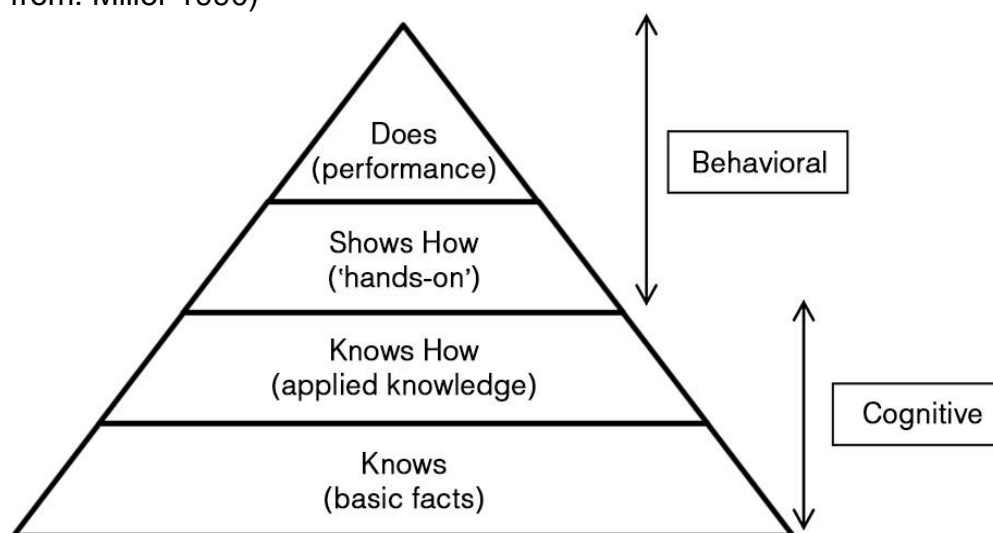 Does
(performance)
Behavioral
Shows How
('hands-on')
Knows How
(applied knowledge)
Cognitive
Knows
(basic facts)